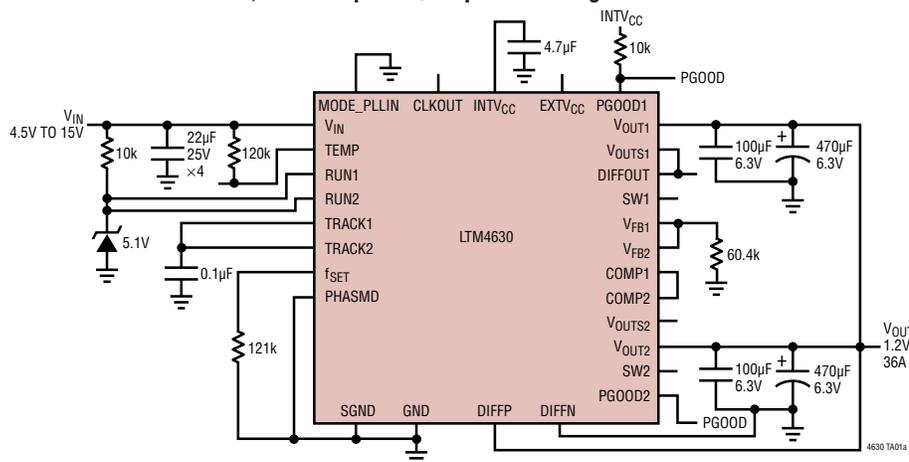 INTVCC
4.7µF
10k
PGOOD
MODE_PLLIN CLKOUT INTVCC EXTVCC PGOOD1
VIN
4.5V TO 15V
10k
22µF
25V
×4
120k
VIN
TEMP
RUN1
RUN2
TRACK1
TRACK2
fSET
PHASMD
5.1V
0.1µF
121k
LTM4630
VOUT1
VOUTS1
DIFFOUT
SW1
VFB1
VFB2
COMP1
COMP2
VOUTS2
VOUT2
SW2
PGOOD2
100µF
6.3V
+
470µF
6.3V
60.4k
1.2V
36A
100µF
6.3V
+
470µF
6.3V
PGOOD
SGND GND DIFFP DIFFN
4630 TA01a